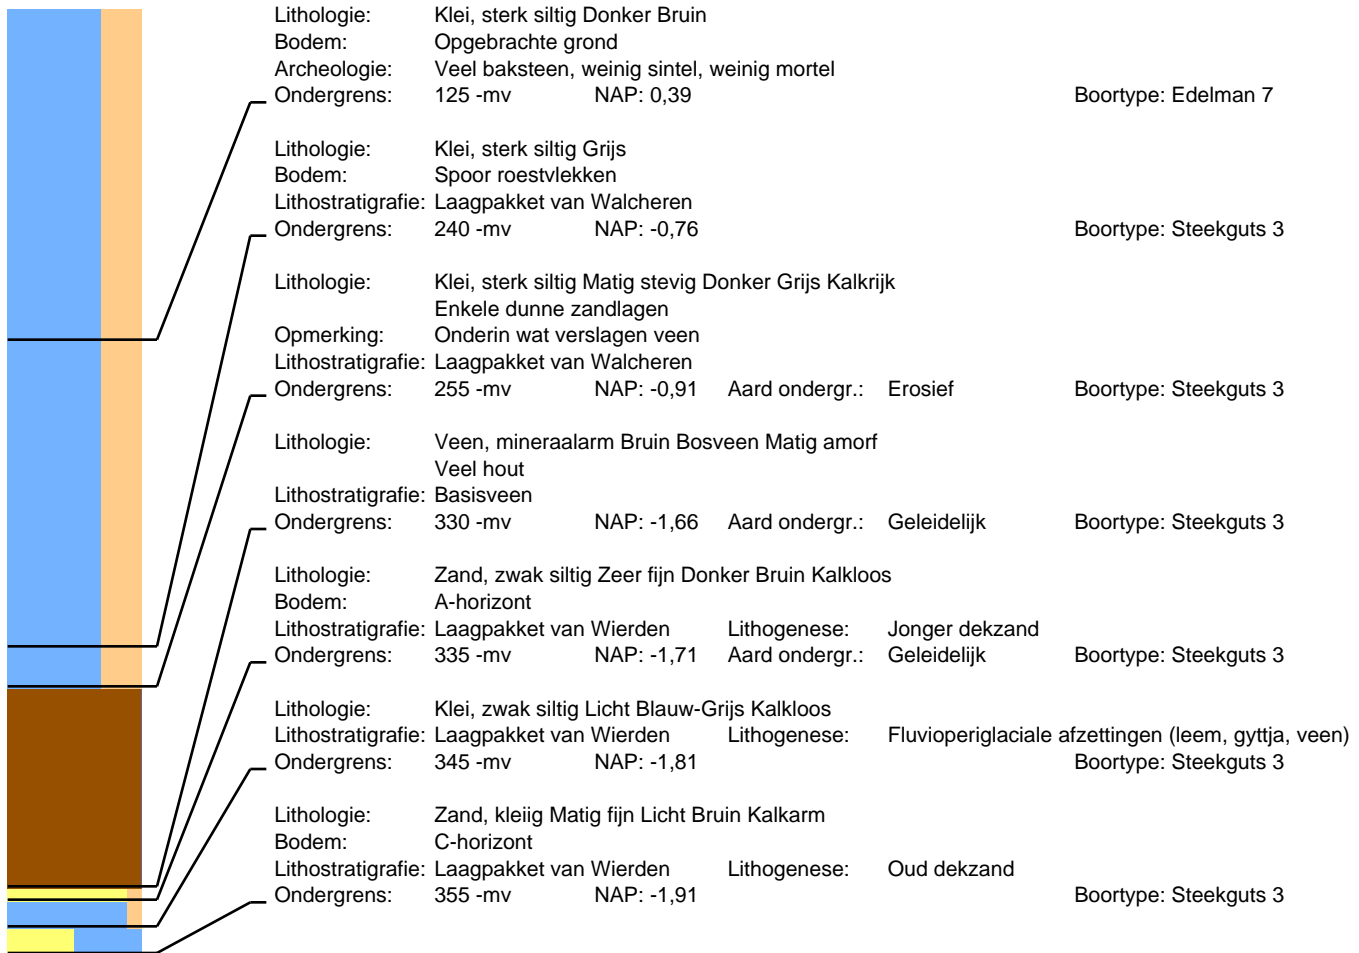 Lithologie: Klei, sterk siltig Donker Bruin
Bodem: Opgebrachte grond
Archeologie: Veel baksteen, weinig sintel, weinig mortel
Ondergrens: 125 -mv NAP: 0,39 Boortype: Edelman 7
Lithologie: Klei, sterk siltig Grijs
Bodem: Spoor roestvlekken
Lithostratigrafie: Laagpakket van Walcheren
Ondergrens: 240 -mv NAP: -0,76 Boortype: Steekguts 3
Lithologie: Klei, sterk siltig Matig stevig Donker Grijs Kalkrijk
Enkele dunne zandlagen
Opmerking: Onderin wat verslagen veen
Lithostratigrafie: Laagpakket van Walcheren
Ondergrens: 255 -mv NAP: -0,91 Aard ondergr.: Erosief Boortype: Steekguts 3
Lithologie: Veen, mineraalarm Bruin Bosveen Matig amorf
Veel hout
Lithostratigrafie: Basisveen
Ondergrens: 330 -mv NAP: -1,66 Aard ondergr.: Geleidelijk Boortype: Steekguts 3
Lithologie: Zand, zwak siltig Zeer fijn Donker Bruin Kalkloos
Bodem: A-horizont
Lithostratigrafie: Laagpakket van Wierden Lithogenese: Jonger dekzand
Ondergrens: 335 -mv NAP: -1,71 Aard ondergr.: Geleidelijk Boortype: Steekguts 3
Lithologie: Klei, zwak siltig Licht Blauw-Grijs Kalkloos
Lithostratigrafie: Laagpakket van Wierden Lithogenese: Fluvioperiglaciale afzettingen (leem, gyttja, veen)
Ondergrens: 345 -mv NAP: -1,81 Boortype: Steekguts 3
Lithologie: Zand, kleiig Matig fijn Licht Bruin Kalkarm
Bodem: C-horizont
Lithostratigrafie: Laagpakket van Wierden Lithogenese: Oud dekzand
Ondergrens: 355 -mv NAP: -1,91 Boortype: Steekguts 3